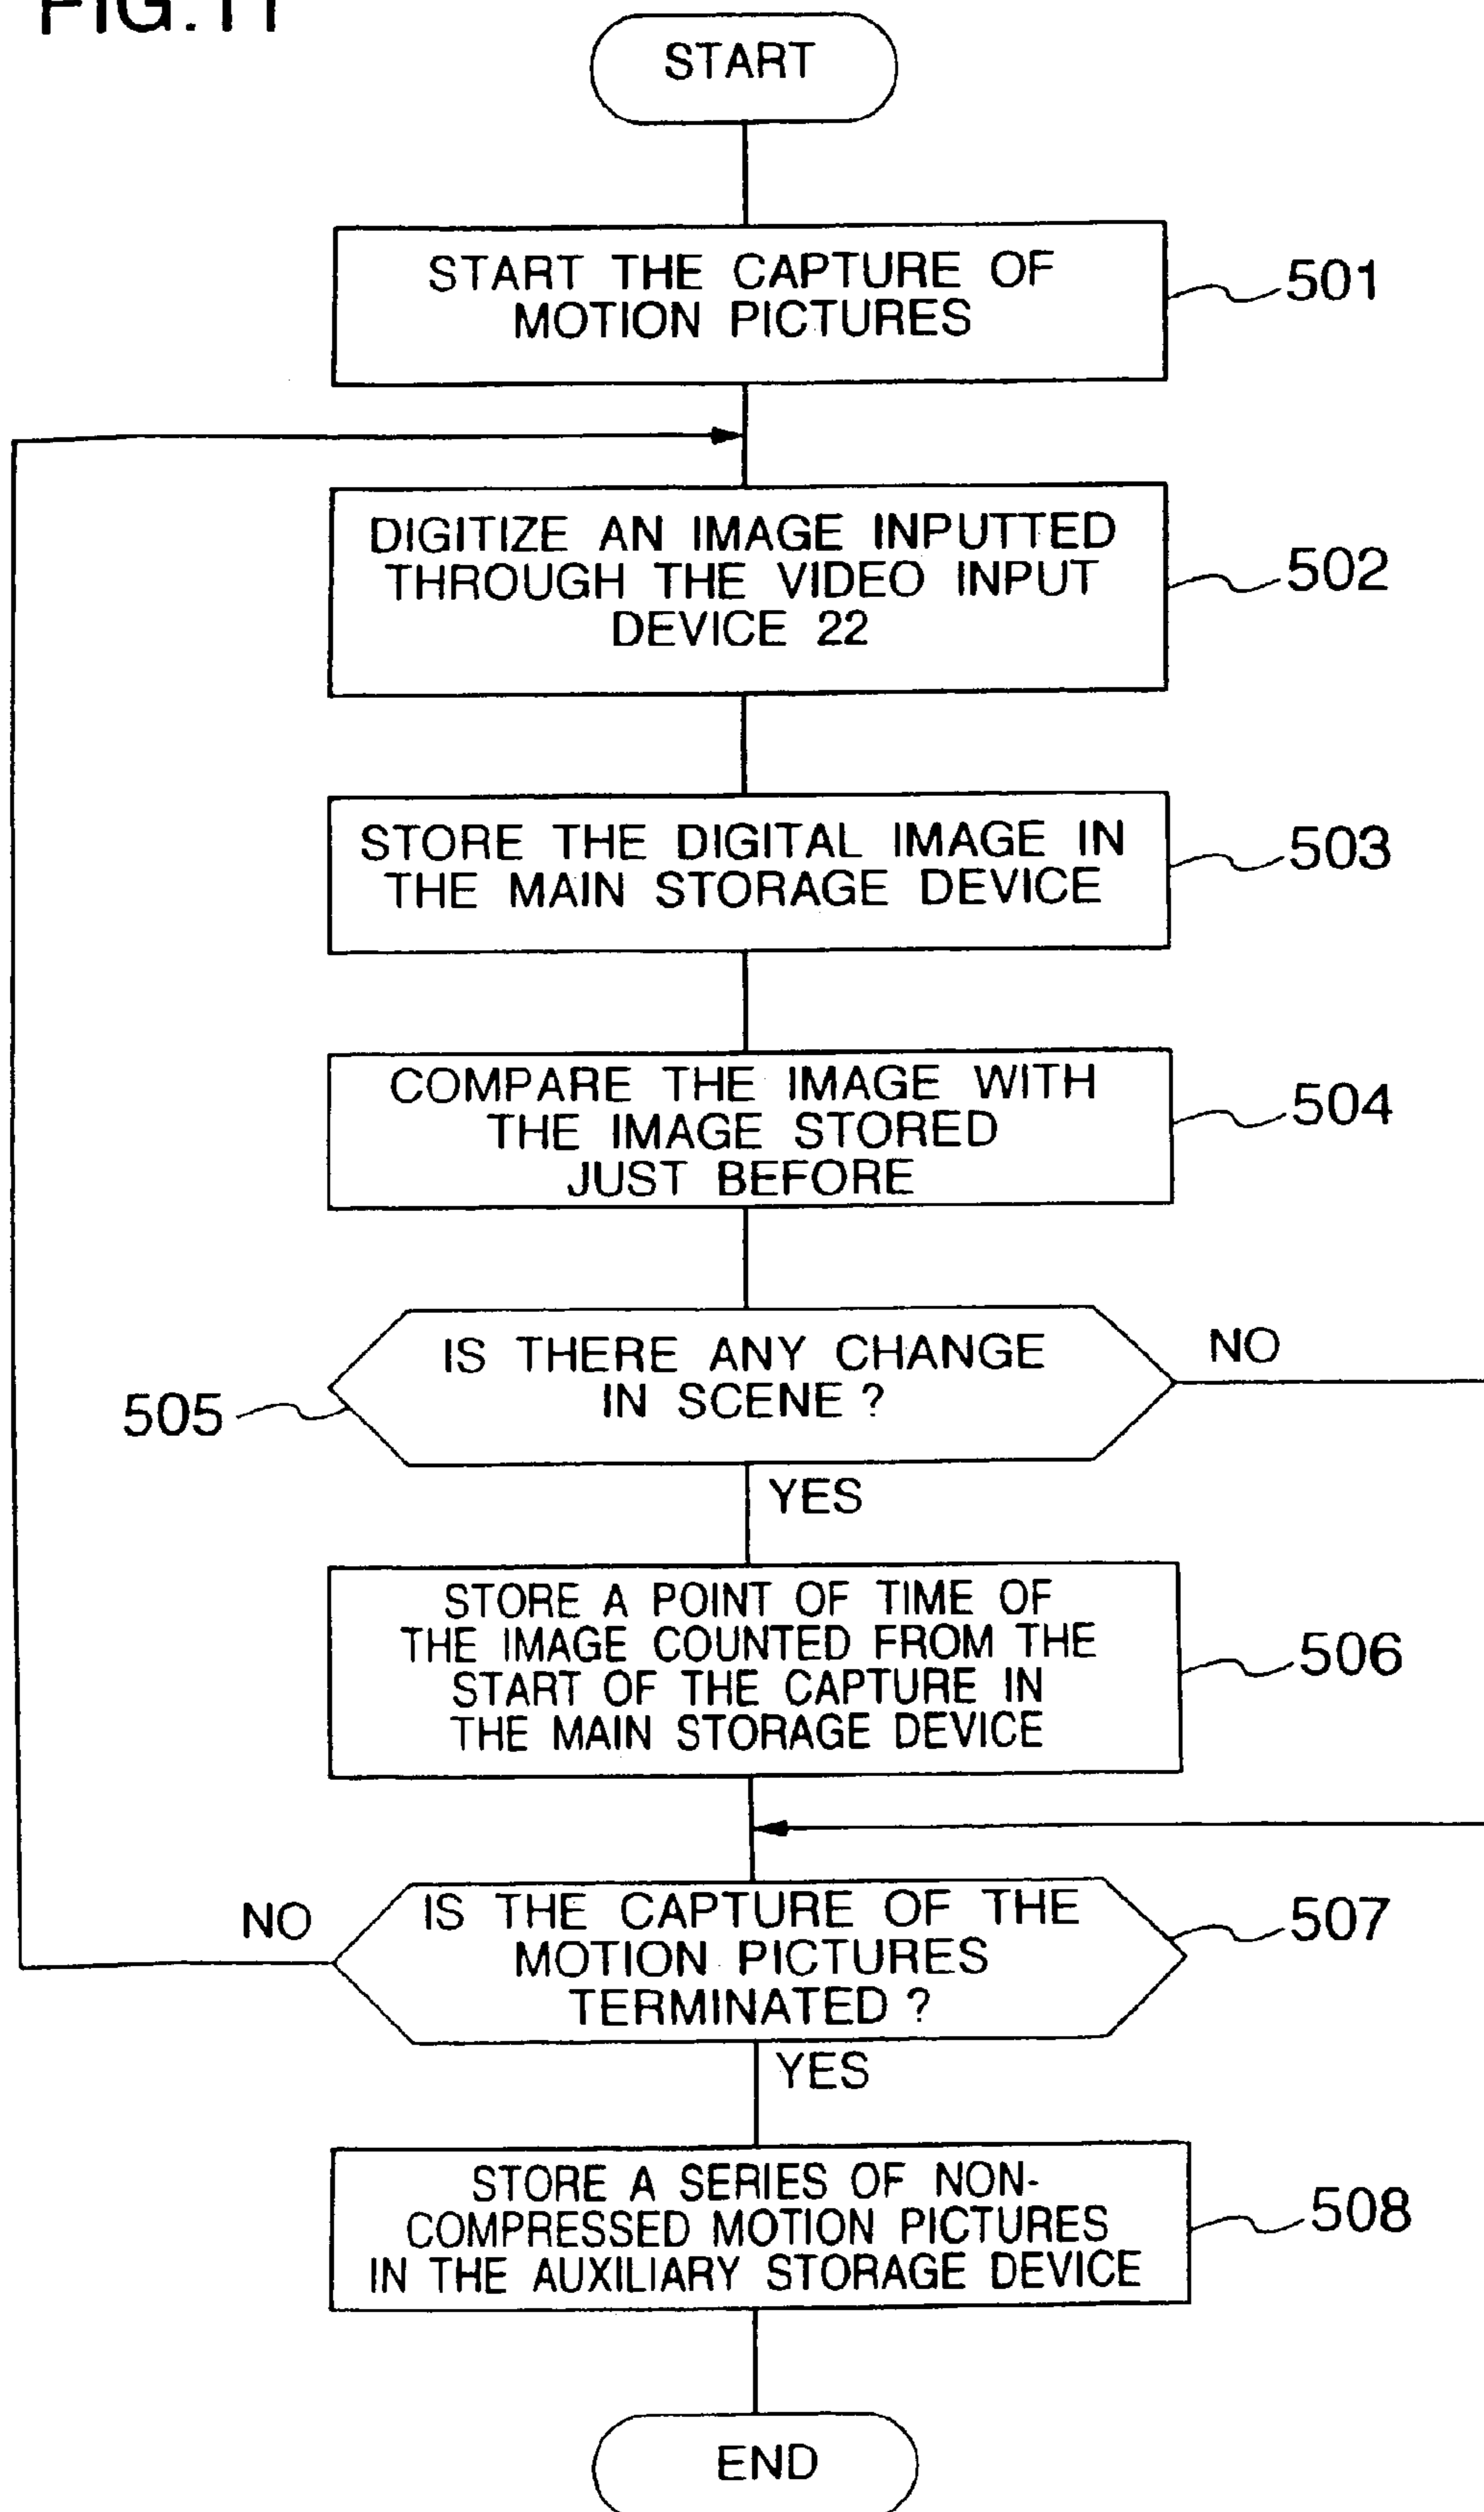 FIG.11
START
START THE CAPTURE OF
MOTION PICTURES
501
DIGITIZE AN IMAGE INPUTTED
THROUGH THE VIDEO INPUT
DEVICE 22
502
STORE THE DIGITAL IMAGE IN
THE MAIN STORAGE DEVICE
503
COMPARE THE IMAGE WITH
THE IMAGE STORED
JUST BEFORE
504
IS THERE ANY CHANGE
IN SCENE ?
NO
505
YES
STORE A POINT OF TIME OF
THE IMAGE COUNTED FROM THE
START OF THE CAPTURE IN
THE MAIN STORAGE DEVICE
506
NO
IS THE CAPTURE OF THE
MOTION PICTURES
TERMINATED ?
507
YES
STORE A SERIES OF NON-
COMPRESSED MOTION PICTURES
IN THE AUXILIARY STORAGE DEVICE
508
END